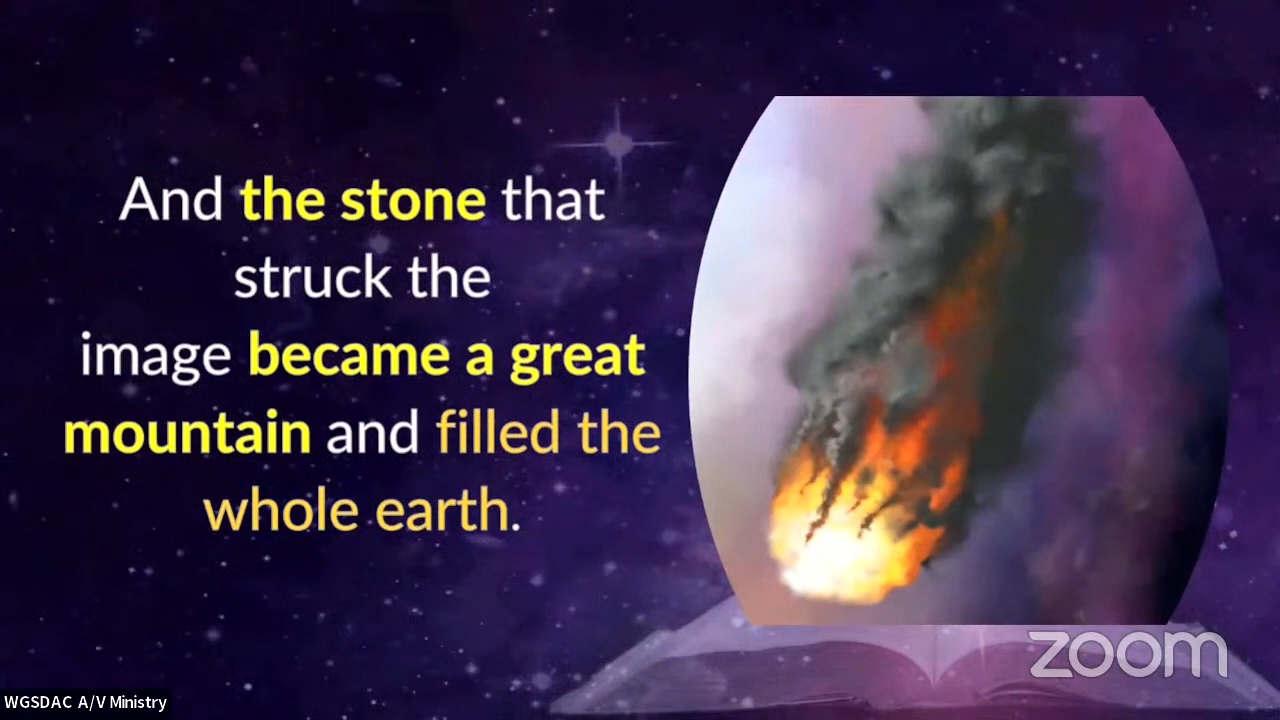 And the stone that
struck the
image became a great
mountain and filled the
whole earth.
zoom
WGSDAC A/V Ministry